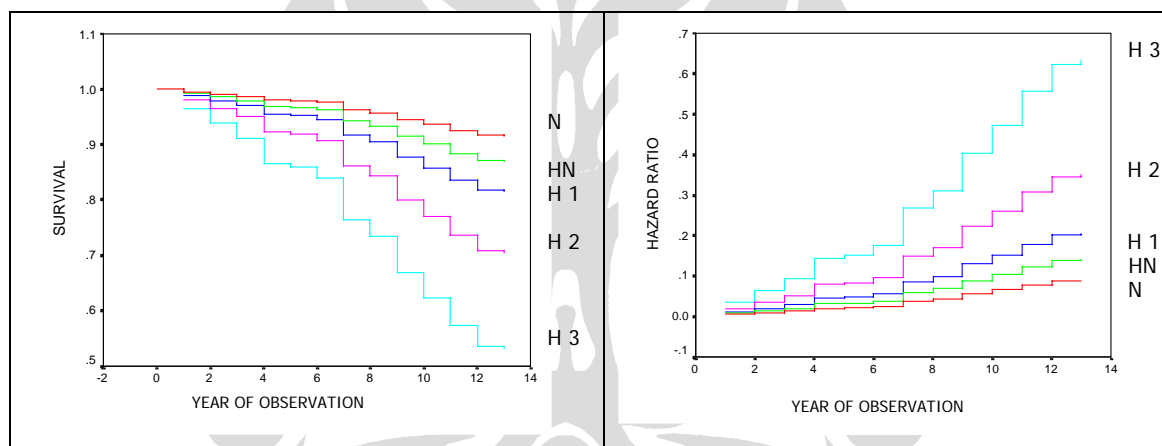 1.1
1.0
.9
.8
.7
.6
.5
SURVIVAL
-2 0 2 4 6 8 10 12 14
YEAR OF OBSERVATION
N
HN
H 1
H 2
H 3
.7
.6
.5
.4
.3
.2
.1
0.0
-.1
HAZARD RATIO
0 2 4 6 8 10 12 14
YEAR OF OBSERVATION
H 3
H 2
H 1
HN
N